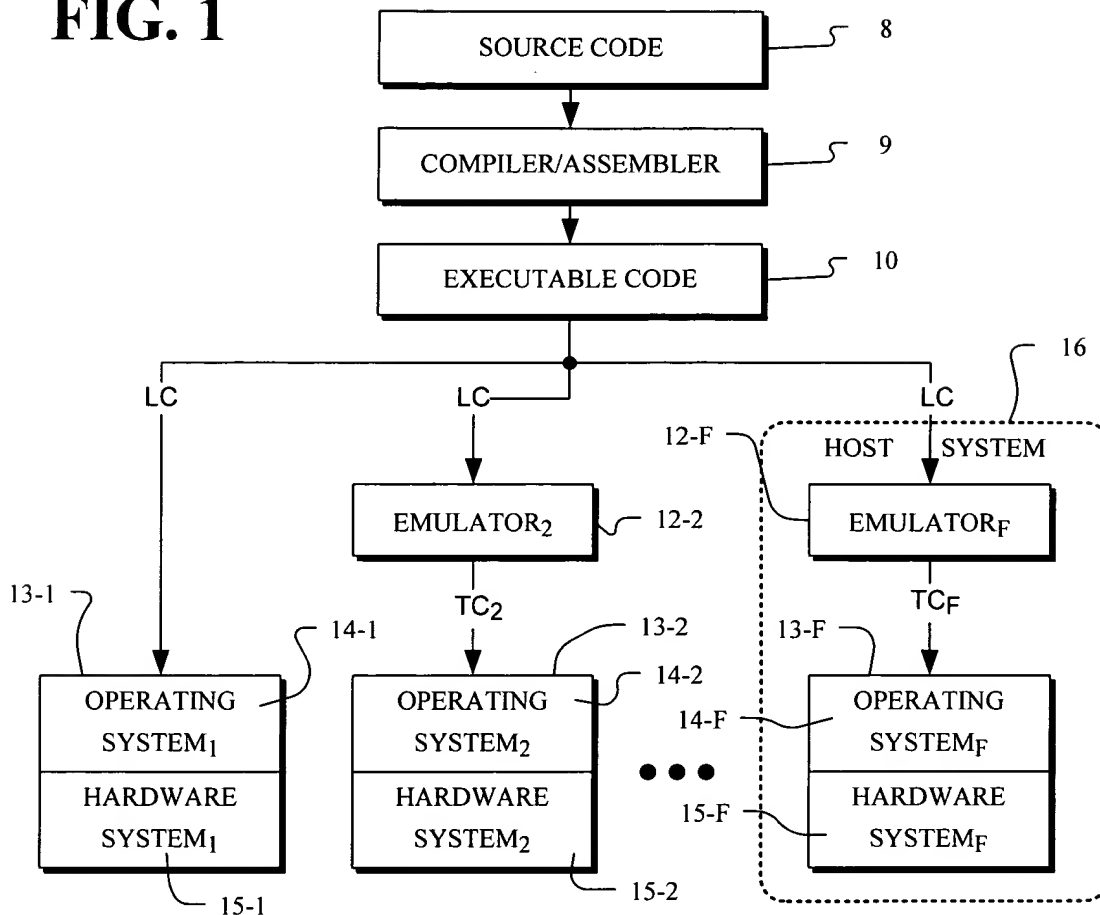 FIG. 1
SOURCE CODE
8
COMPILER/ASSEMBLER
9
EXECUTABLE CODE
10
16
LC
LC
LC
12-F
HOST SYSTEM
EMULATOR2
12-2
EMULATORF
13-1
TC2
TCF
14-1
13-2
13-F
OPERATING
SYSTEM1
14-2
OPERATING
SYSTEM2
14-F
OPERATING
SYSTEMF
HARDWARE
SYSTEM1
HARDWARE
SYSTEM2
15-F
HARDWARE
SYSTEMF
15-1
15-2